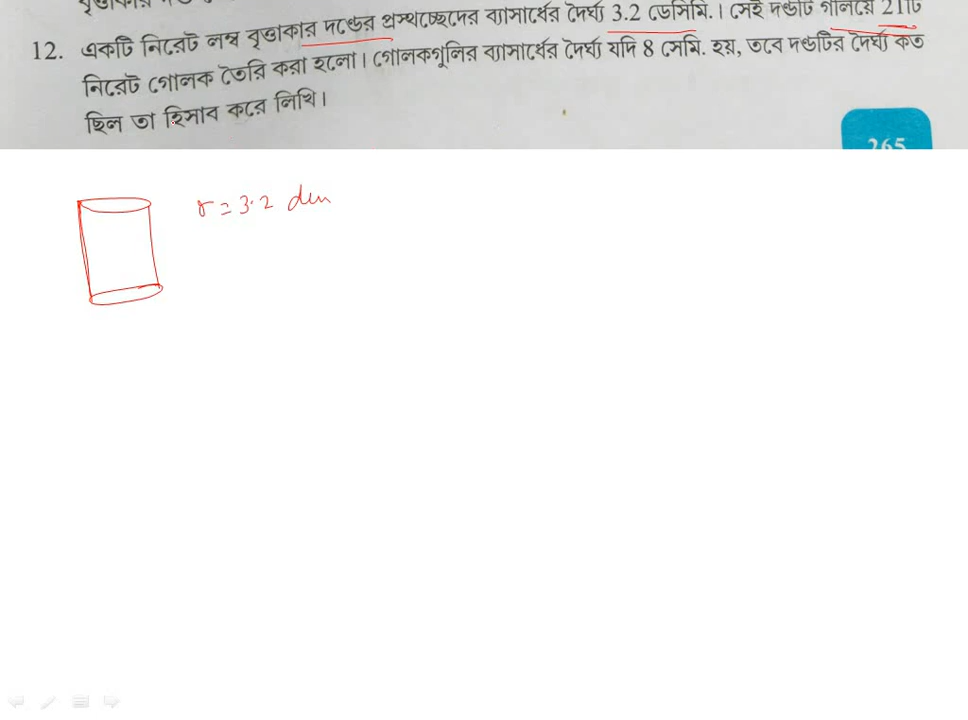 12. একটি নিরেট লম্ব বৃত্তাকার দণ্ডের প্রস্থচ্ছেদের ব্যাসার্ধের দৈর্ঘ্য 3.2 ডেসিমি.। সেই দণ্ডটি গলিয়ে 21টি
নিরেট গোলক তৈরি করা হলো। গোলকগুলির ব্যাসার্ধের দৈর্ঘ্য যদি 8 সেমি. হয়, তবে দণ্ডটির দৈর্ঘ্য কত
ছিল তা হিসাব করে লিখি।
265
r = 3.2 dm